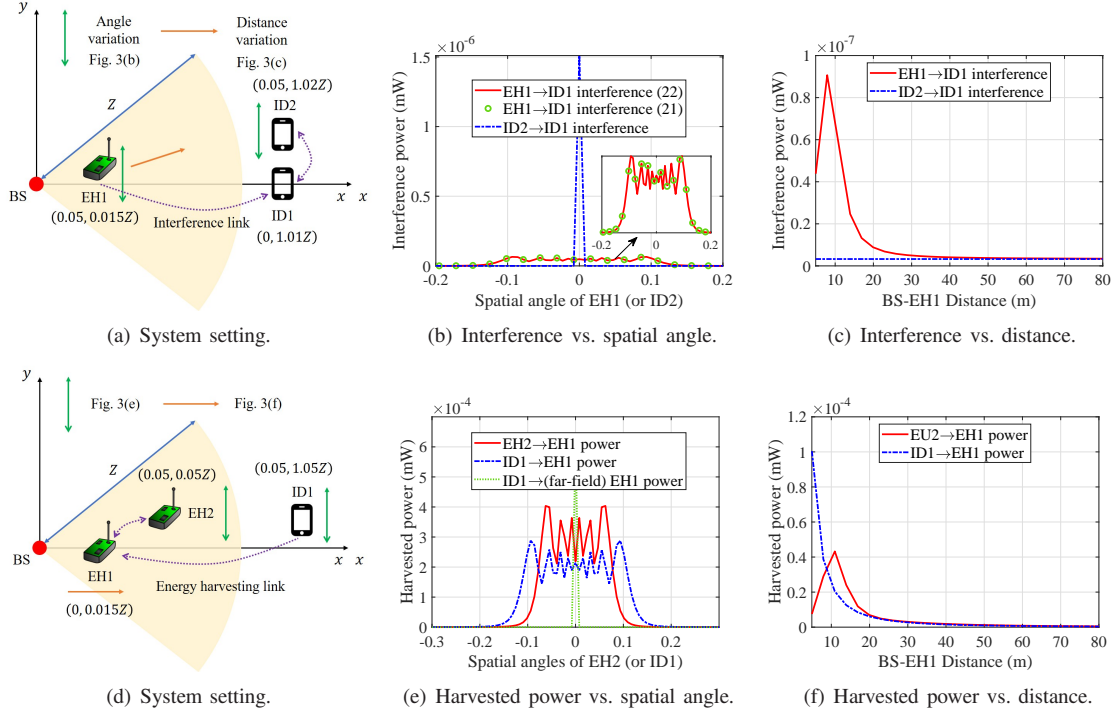 y
Angle variation
Fig. 3(b)
Distance variation
Fig. 3(c)
(0.05, 1.02Z)
ID2
Z
BS
EH1
(0.05, 0.015Z)
Interference link
ID1
(0, 1.01Z)
x x
(a) System setting.
×10⁻⁶
Interference power (mW)
1.5
1
0.5
0
EH1→ID1 interference (22)
EH1→ID1 interference (21)
ID2→ID1 interference
-0.2 0 0.2
-0.2 -0.1 0 0.1 0.2
Spatial angle of EH1 (or ID2)
(b) Interference vs. spatial angle.
×10⁻⁷
Interference power (mW)
1
0.8
0.6
0.4
0.2
0
EH1→ID1 interference
ID2→ID1 interference
10 20 30 40 50 60 70 80
BS-EH1 Distance (m)
(c) Interference vs. distance.
y
Fig. 3(e)
Fig. 3(f)
Z
(0.05, 0.05Z)
(0.05, 1.05Z)
ID1
EH2
BS
EH1
Energy harvesting link
(0, 0.015Z)
x x
(d) System setting.
×10⁻⁴
Harvested power (mW)
6
5
4
3
2
1
0
EH2→EH1 power
ID1→EH1 power
ID1→(far-field) EH1 power
-0.3 -0.2 -0.1 0 0.1 0.2
Spatial angles of EH2 (or ID1)
(e) Harvested power vs. spatial angle.
×10⁻⁴
Harvested power (mW)
1.2
1
0.8
0.6
0.4
0.2
0
EU2→EH1 power
ID1→EH1 power
10 20 30 40 50 60 70 80
BS-EH1 Distance (m)
(f) Harvested power vs. distance.